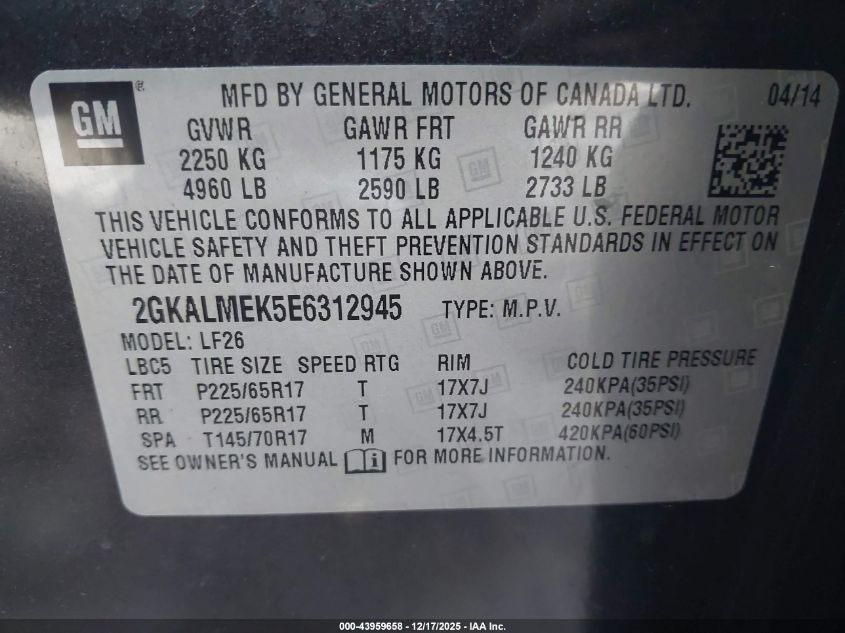 GM ® MFD BY GENERAL MOTORS OF CANADA LTD. 04/14
GVWR GAWR FRT GAWR RR
2250 KG 1175 KG 1240 KG
4960 LB 2590 LB 2733 LB
THIS VEHICLE CONFORMS TO ALL APPLICABLE U.S. FEDERAL MOTOR
VEHICLE SAFETY AND THEFT PREVENTION STANDARDS IN EFFECT ON
THE DATE OF MANUFACTURE SHOWN ABOVE.
2GKALMEK5E6312945 TYPE: M.P.V.
MODEL: LF26
LBC5 TIRE SIZE SPEED RTG RIM COLD TIRE PRESSURE
FRT P225/65R17 T 17X7J 240KPA(35PSI)
RR P225/65R17 T 17X7J 240KPA(35PSI)
SPA T145/70R17 M 17X4.5T 420KPA(60PSI)
SEE OWNER'S MANUAL i FOR MORE INFORMATION.
000-43959658 - 12/17/2025 - IAA Inc.